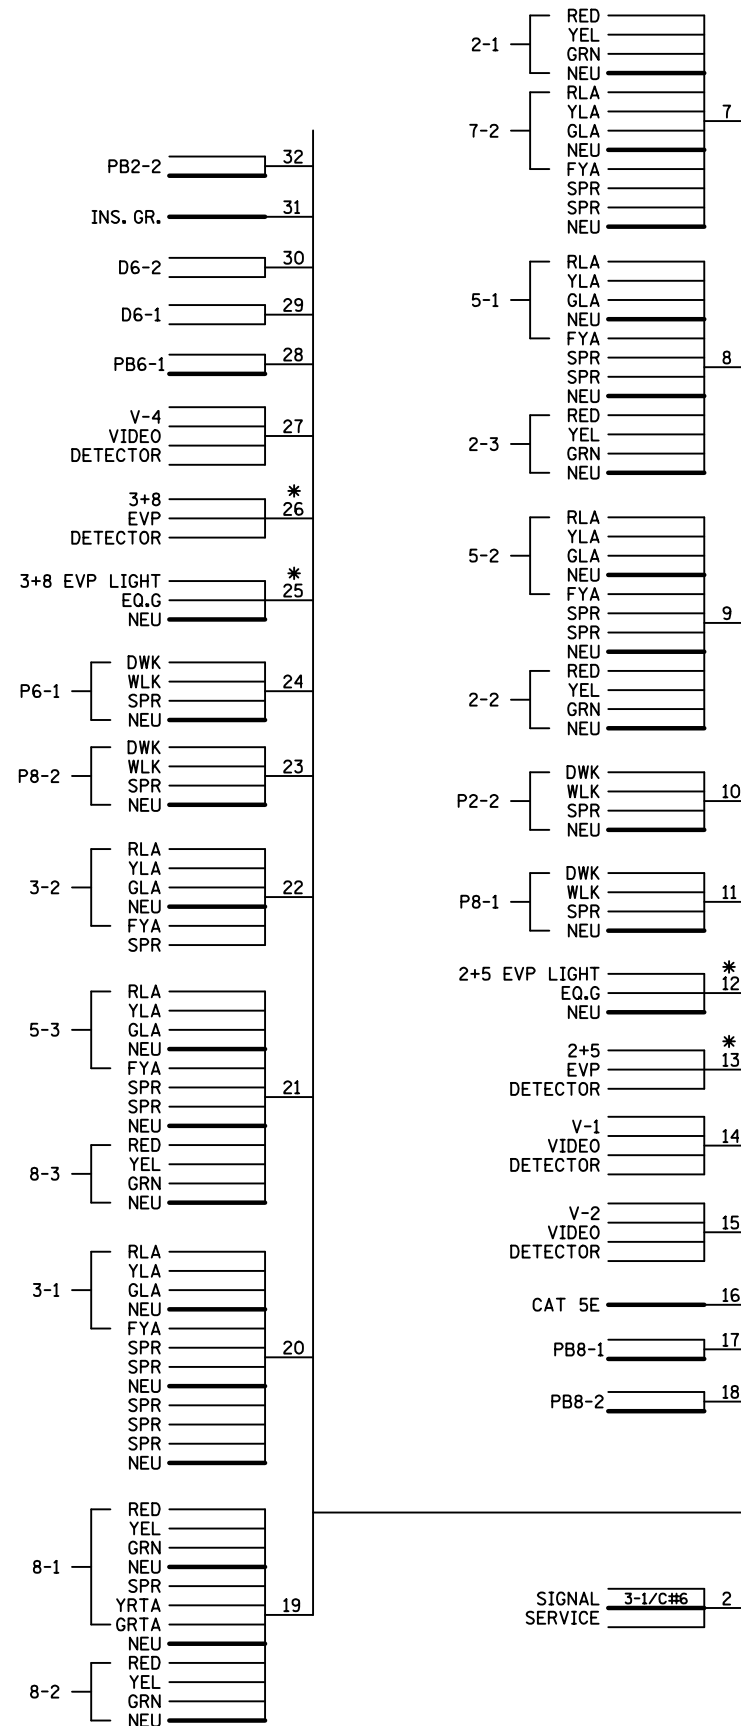 PB2-2
32
INS. GR.
31
D6-2
30
D6-1
29
PB6-1
28
V-4
VIDEO
DETECTOR
27
3+8
EVP
DETECTOR
*
26
3+8 EVP LIGHT
EQ.G
NEU
*
25
P6-1
DWK
WLK
SPR
NEU
24
P8-2
DWK
WLK
SPR
NEU
23
3-2
RLA
YLA
GLA
NEU
FYA
SPR
22
5-3
RLA
YLA
GLA
NEU
FYA
SPR
SPR
NEU
21
8-3
RED
YEL
GRN
NEU
3-1
RLA
YLA
GLA
NEU
FYA
SPR
SPR
NEU
SPR
SPR
SPR
NEU
20
8-1
RED
YEL
GRN
NEU
SPR
YRTA
GRTA
NEU
19
8-2
RED
YEL
GRN
NEU
2-1
RED
YEL
GRN
NEU
7-2
RLA
YLA
GLA
NEU
FYA
SPR
SPR
NEU
7
5-1
RLA
YLA
GLA
NEU
FYA
SPR
SPR
NEU
8
2-3
RED
YEL
GRN
NEU
5-2
RLA
YLA
GLA
NEU
FYA
SPR
SPR
NEU
9
2-2
RED
YEL
GRN
NEU
P2-2
DWK
WLK
SPR
NEU
10
P8-1
DWK
WLK
SPR
NEU
11
2+5 EVP LIGHT
EQ.G
NEU
*
12
2+5
EVP
DETECTOR
*
13
V-1
VIDEO
DETECTOR
14
V-2
VIDEO
DETECTOR
15
CAT 5E
16
PB8-1
17
PB8-2
18
SIGNAL
SERVICE
3-1/C#6
2